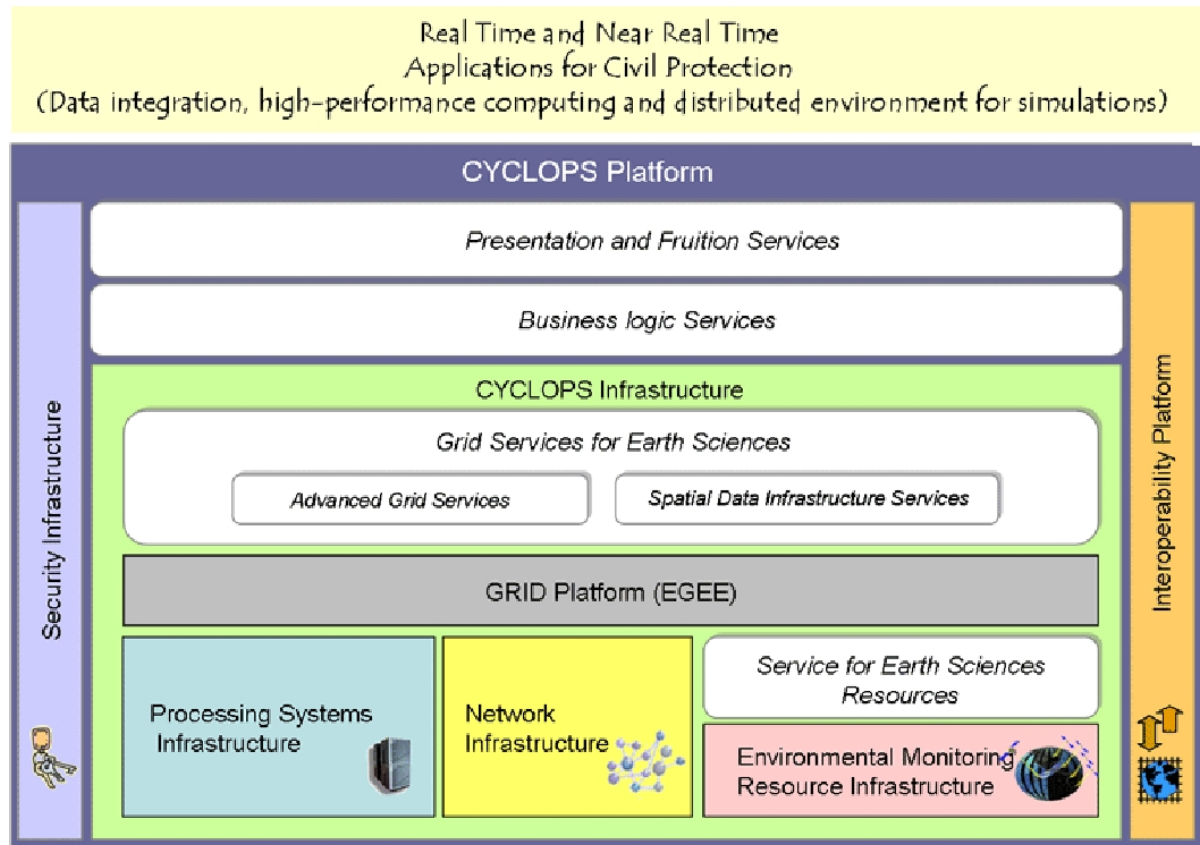 Real Time and Near Real Time
Applications for Civil Protection
(Data integration, high-performance computing and distributed environment for simulations)
CYCLOPS Platform
Security Infrastructure
Presentation and Fruition Services
Business logic Services
CYCLOPS Infrastructure
Grid Services for Earth Sciences
Advanced Grid Services
Spatial Data Infrastructure Services
GRID Platform (EGEE)
Processing Systems
Infrastructure
Network
Infrastructure
Service for Earth Sciences
Resources
Environmental Monitoring
Resource Infrastructure
Interoperability Platform